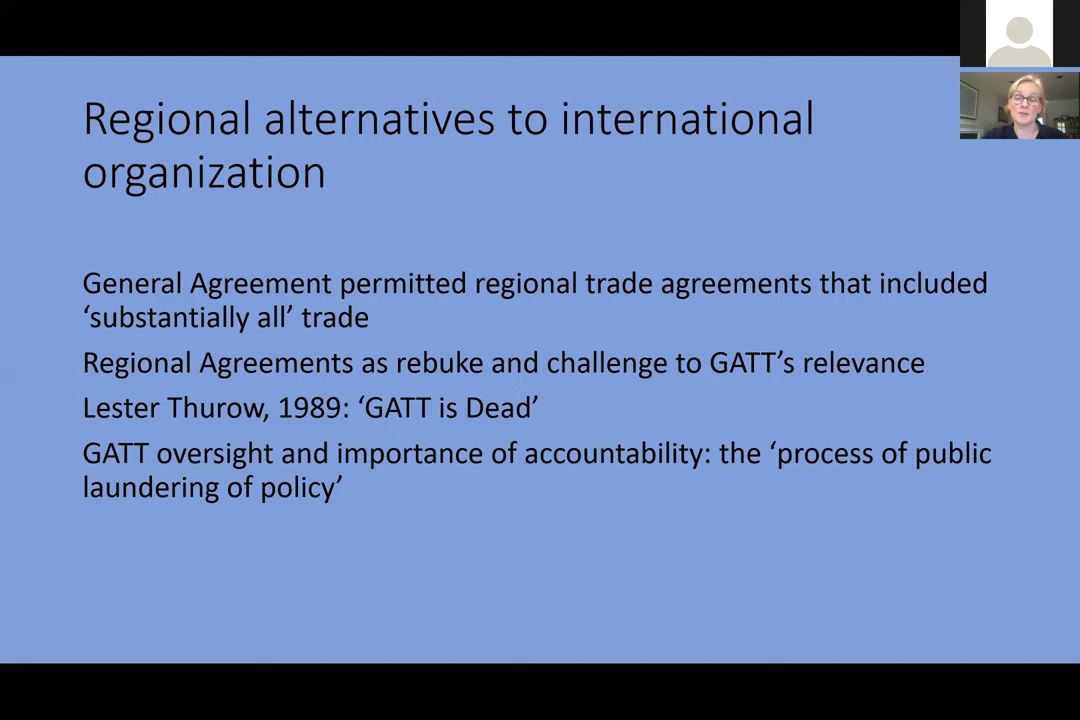 Regional alternatives to international
organization
General Agreement permitted regional trade agreements that included
‘substantially all’ trade
Regional Agreements as rebuke and challenge to GATT’s relevance
Lester Thurow, 1989: ‘GATT is Dead’
GATT oversight and importance of accountability: the ‘process of public
laundering of policy’